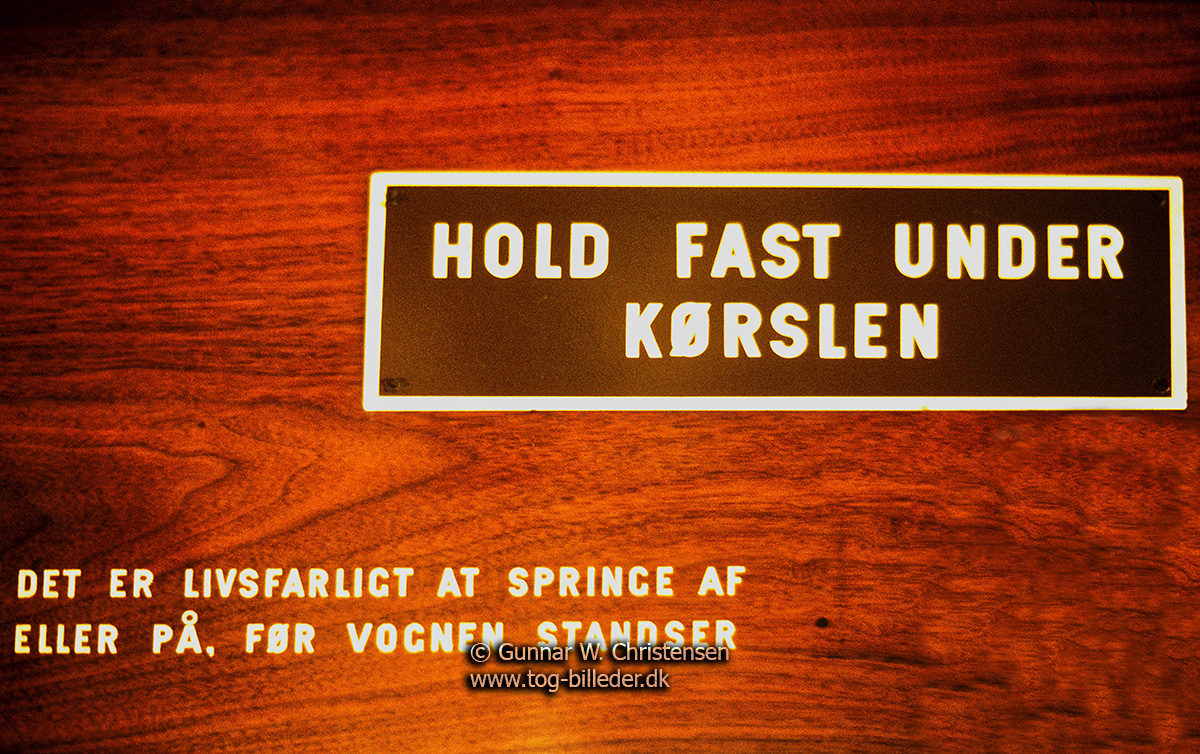 HOLD FAST UNDER
KØRSLEN
DET ER LIVSFARLIGT AT SPRINGE AF
ELLER PÅ, FØR VOGNEN STANDSER
© Gunnar W. Christensen
www.tog-billeder.dk